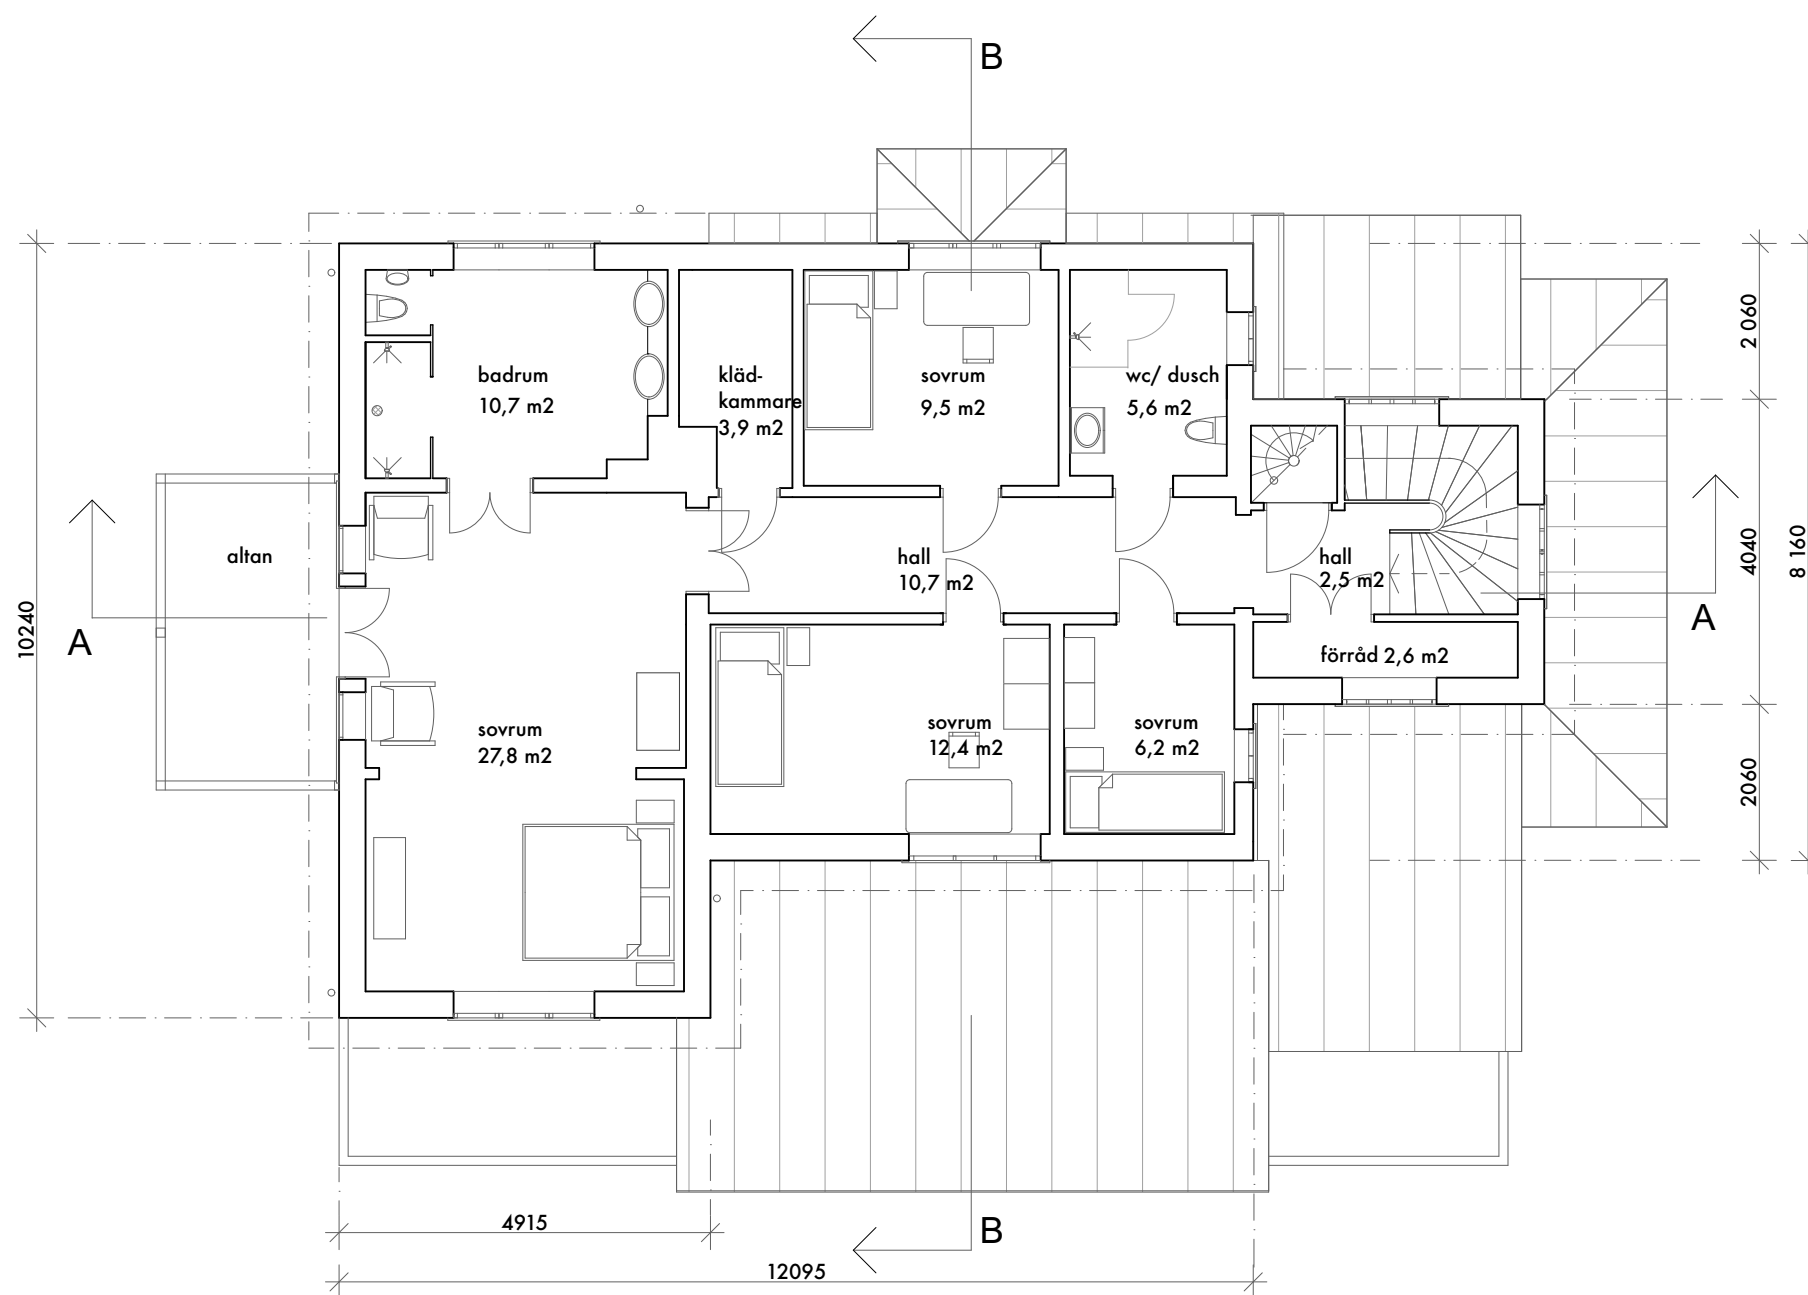 B
badrum
10,7 m2
kläd-
kammare
3,9 m2
sovrum
9,5 m2
wc/ dusch
5,6 m2
2 060
altan
hall
10,7 m2
hall
2,5 m2
4040
8 160
10240
A
A
förråd 2,6 m2
sovrum
27,8 m2
sovrum
12,4 m2
sovrum
6,2 m2
2060
4915
B
12095